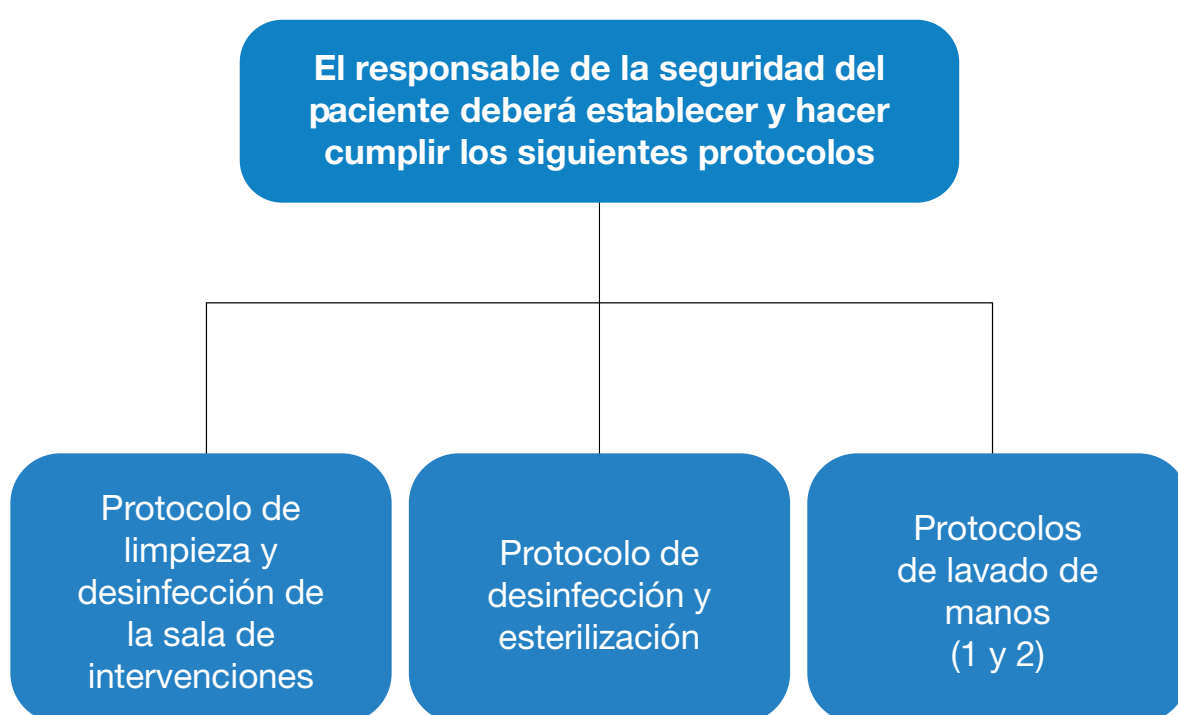 El responsable de la seguridad del
paciente deberá establecer y hacer
cumplir los siguientes protocolos
Protocolo de
limpieza y
desinfección de
la sala de
intervenciones
Protocolo de
desinfección y
esterilización
Protocolos
de lavado de
manos
(1 y 2)